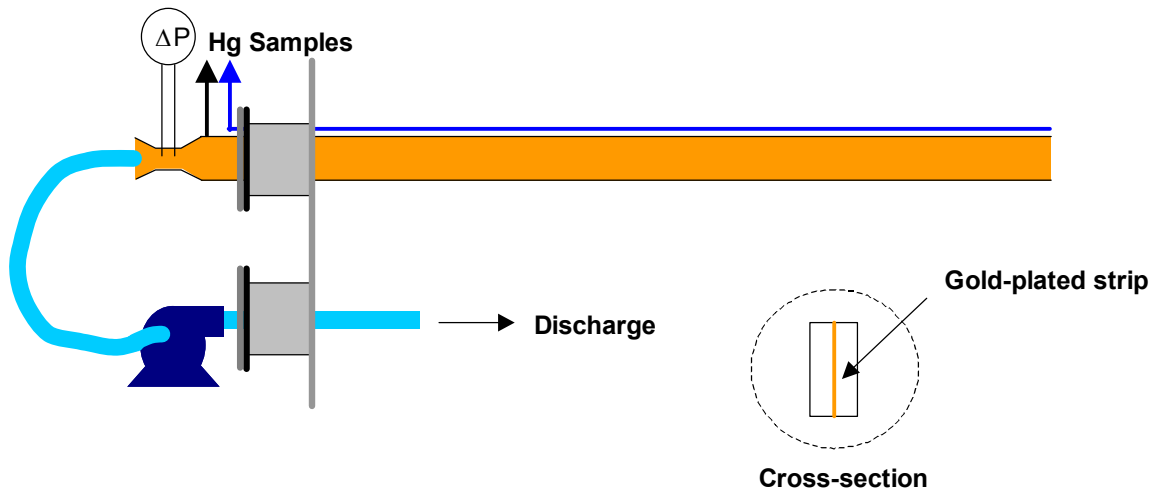 ΔP
Hg Samples
Gold-plated strip
Discharge
Cross-section